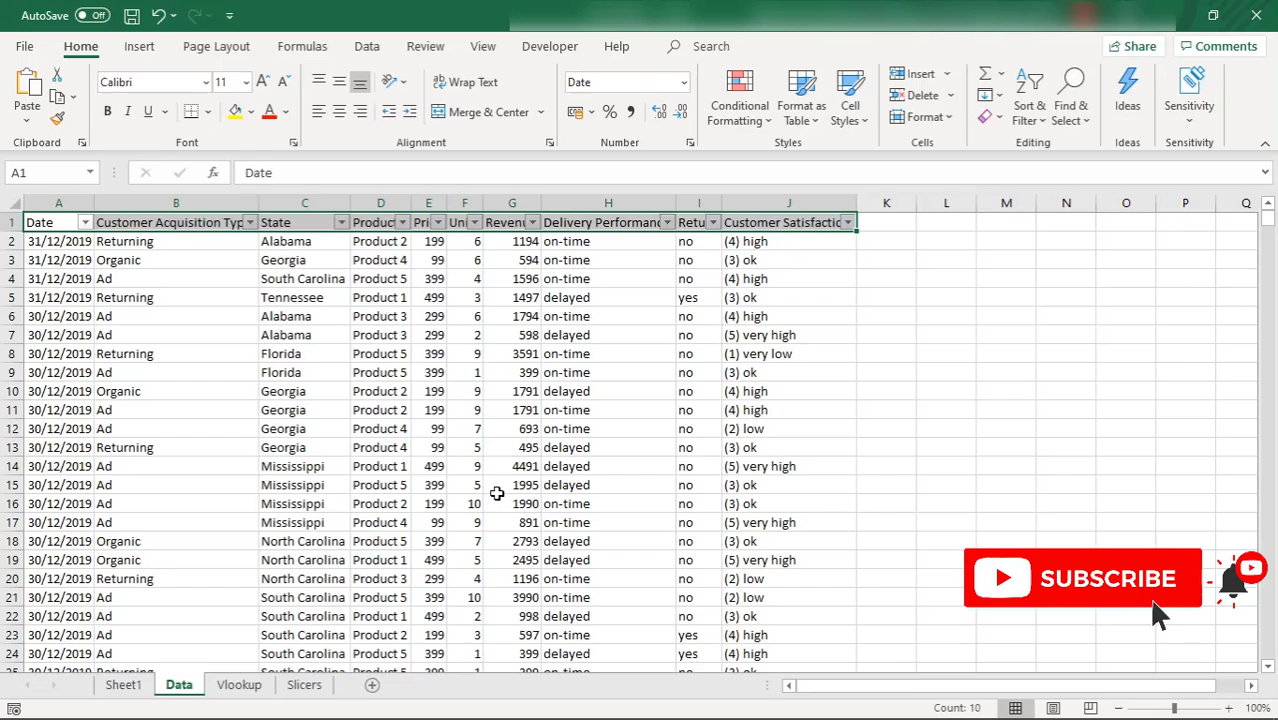 AutoSave Off
File Home Insert Page Layout Formulas Data Review View Developer Help Search Share Comments
Calibri 11 Wrap Text Date Insert
Paste Merge & Center Conditional Formatting Format as Table Cell Styles Delete Format Sort & Filter Find & Select Ideas Sensitivity
Clipboard Font Alignment Number Styles Cells Editing Ideas Sensitivity
A1 Date
A B C D E F G H I J K L M N O P Q
1 Date Customer Acquisition Typ State Product Pri Uni Revenu Delivery Performanc Retu Customer Satisfactic
2 31/12/2019 Returning Alabama Product 2 199 6 1194 on-time no (4) high
3 31/12/2019 Organic Georgia Product 4 99 6 594 on-time no (3) ok
4 31/12/2019 Ad South Carolina Product 5 399 4 1596 on-time no (4) high
5 31/12/2019 Returning Tennessee Product 1 499 3 1497 delayed yes (3) ok
6 30/12/2019 Ad Alabama Product 3 299 6 1794 on-time no (4) high
7 30/12/2019 Ad Alabama Product 3 299 2 598 delayed no (5) very high
8 30/12/2019 Returning Florida Product 5 399 9 3591 on-time no (1) very low
9 30/12/2019 Ad Florida Product 5 399 1 399 on-time no (3) ok
10 30/12/2019 Organic Georgia Product 2 199 9 1791 delayed no (4) high
11 30/12/2019 Ad Georgia Product 2 199 9 1791 on-time no (4) high
12 30/12/2019 Ad Georgia Product 4 99 7 693 on-time no (2) low
13 30/12/2019 Returning Georgia Product 4 99 5 495 delayed no (3) ok
14 30/12/2019 Ad Mississippi Product 1 499 9 4491 delayed no (5) very high
15 30/12/2019 Ad Mississippi Product 5 399 5 1995 delayed no (3) ok
16 30/12/2019 Ad Mississippi Product 2 199 10 1990 on-time no (3) ok
17 30/12/2019 Ad Mississippi Product 4 99 9 891 on-time no (5) very high
18 30/12/2019 Organic North Carolina Product 5 399 7 2793 delayed no (3) ok
19 30/12/2019 Organic North Carolina Product 1 499 5 2495 delayed no (5) very high
20 30/12/2019 Returning North Carolina Product 3 299 4 1196 on-time no (2) low
21 30/12/2019 Ad South Carolina Product 5 399 10 3990 on-time no (2) low
22 30/12/2019 Ad South Carolina Product 1 499 2 998 delayed no (3) ok
23 30/12/2019 Ad South Carolina Product 2 199 3 597 on-time yes (4) high
24 30/12/2019 Ad South Carolina Product 5 399 1 399 delayed yes (4) high
SUBSCRIBE
Sheet1 Data Vlookup Slicers
Count: 10 100%